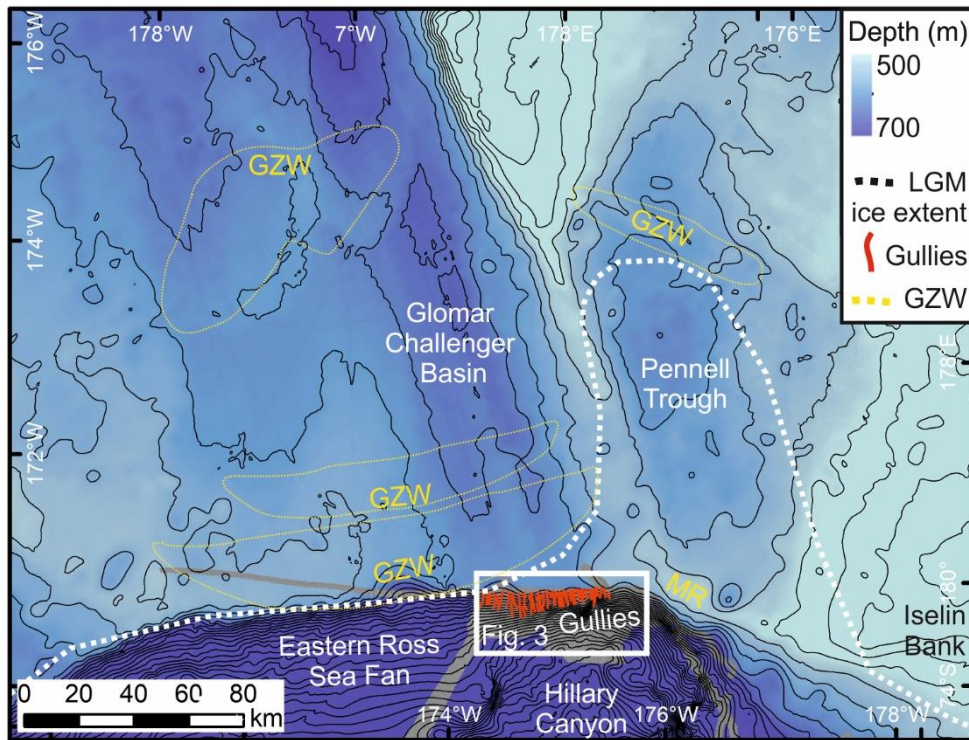 176°W
178°W
7°W
178°E
176°E
Depth (m)
500
700
LGM
ice extent
Gullies
GZW
GZW
GZW
174°W
Glomar
Challenger
Basin
Pennell
Trough
178°E
172°W
GZW
GZW
MR
180°
Fig. 3
Gullies
Iselin
Bank
Eastern Ross
Sea Fan
Hillary
Canyon
74°S
0 20 40 60 80
km
174°W
176°W
178°W